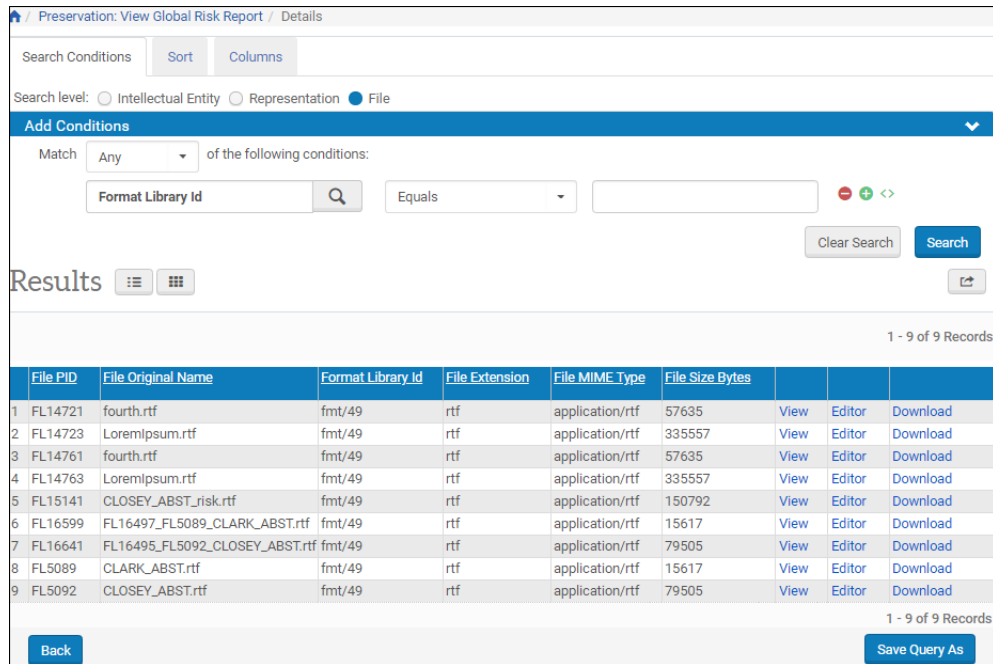 / Preservation: View Global Risk Report / Details
Search Conditions Sort Columns
Search level: Intellectual Entity Representation File
Add Conditions
Match Any of the following conditions:
Format Library Id Equals
Clear Search Search
Results
1 - 9 of 9 Records
File PID File Original Name Format Library Id File Extension File MIME Type File Size Bytes
1 FL14721 fourth.rtf fmt/49 rtf application/rtf 57635 View Editor Download
2 FL14723 LoremIpsum.rtf fmt/49 rtf application/rtf 335557 View Editor Download
3 FL14761 fourth.rtf fmt/49 rtf application/rtf 57635 View Editor Download
4 FL14763 LoremIpsum.rtf fmt/49 rtf application/rtf 335557 View Editor Download
5 FL15141 CLOSEY_ABST_risk.rtf fmt/49 rtf application/rtf 150792 View Editor Download
6 FL16599 FL16497_FL5089_CLARK_ABST.rtf fmt/49 rtf application/rtf 15617 View Editor Download
7 FL16641 FL16495_FL5092_CLOSEY_ABST.rtf fmt/49 rtf application/rtf 79505 View Editor Download
8 FL5089 CLARK_ABST.rtf fmt/49 rtf application/rtf 15617 View Editor Download
9 FL5092 CLOSEY_ABST.rtf fmt/49 rtf application/rtf 79505 View Editor Download
1 - 9 of 9 Records
Back Save Query As